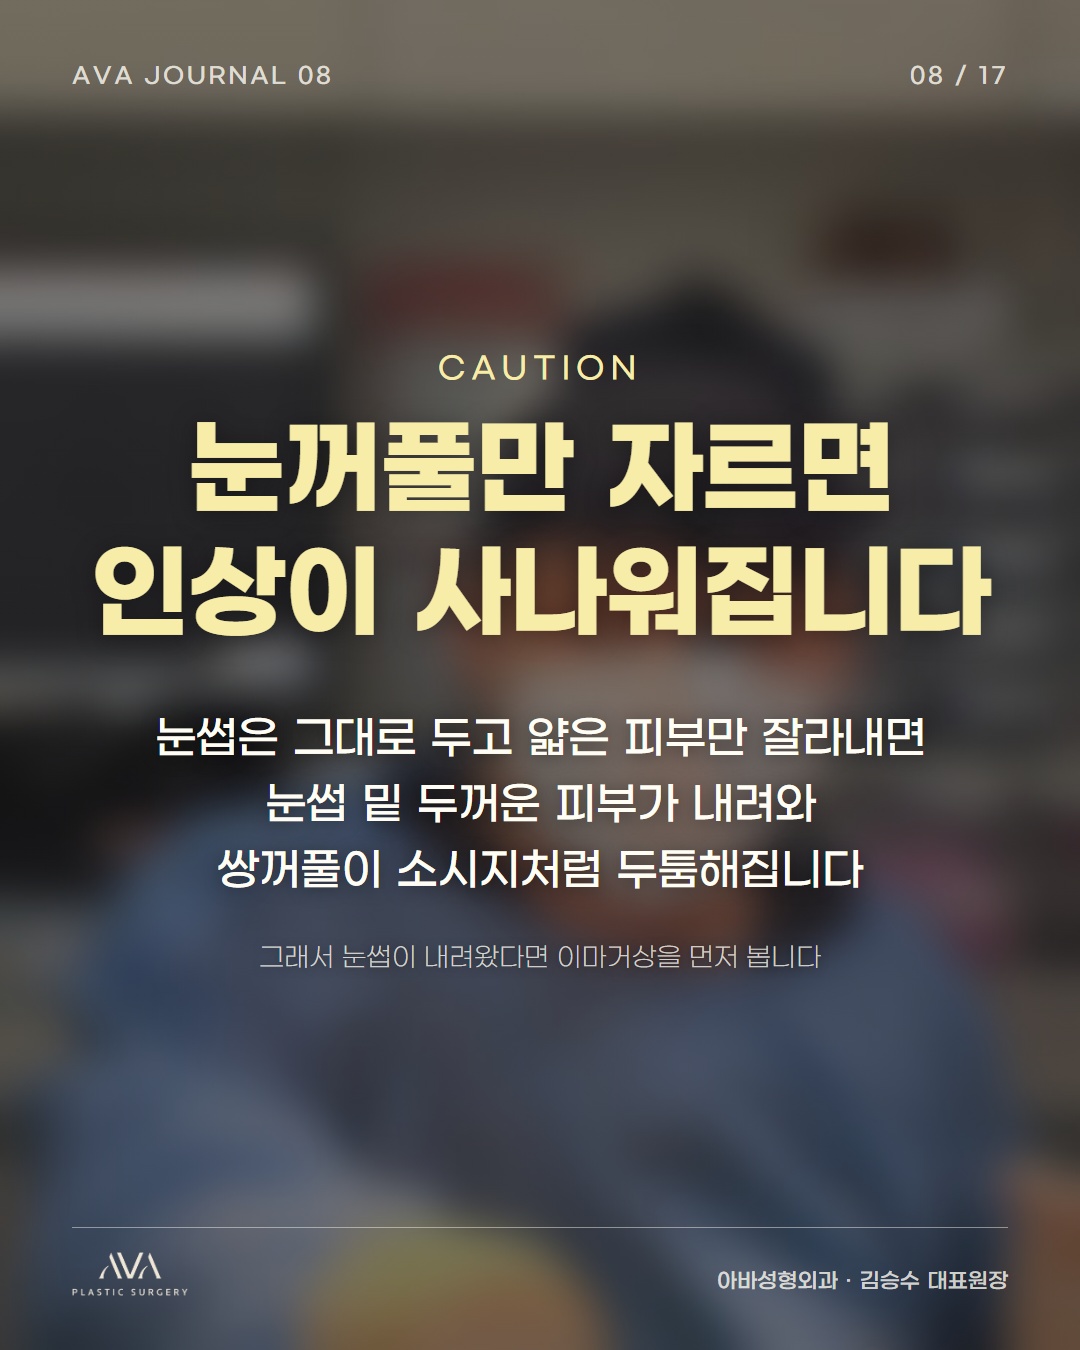 AVA JOURNAL 08
08 / 17
CAUTION
눈꺼풀만 자르면
인상이 사나워집니다
눈썹은 그대로 두고 얇은 피부만 잘라내면
눈썹 밑 두꺼운 피부가 내려와
쌍꺼풀이 소시지처럼 두툼해집니다
그래서 눈썹이 내려왔다면 이마거상을 먼저 봅니다
AVA
PLASTIC SURGERY
아바성형외과 · 김승수 대표원장